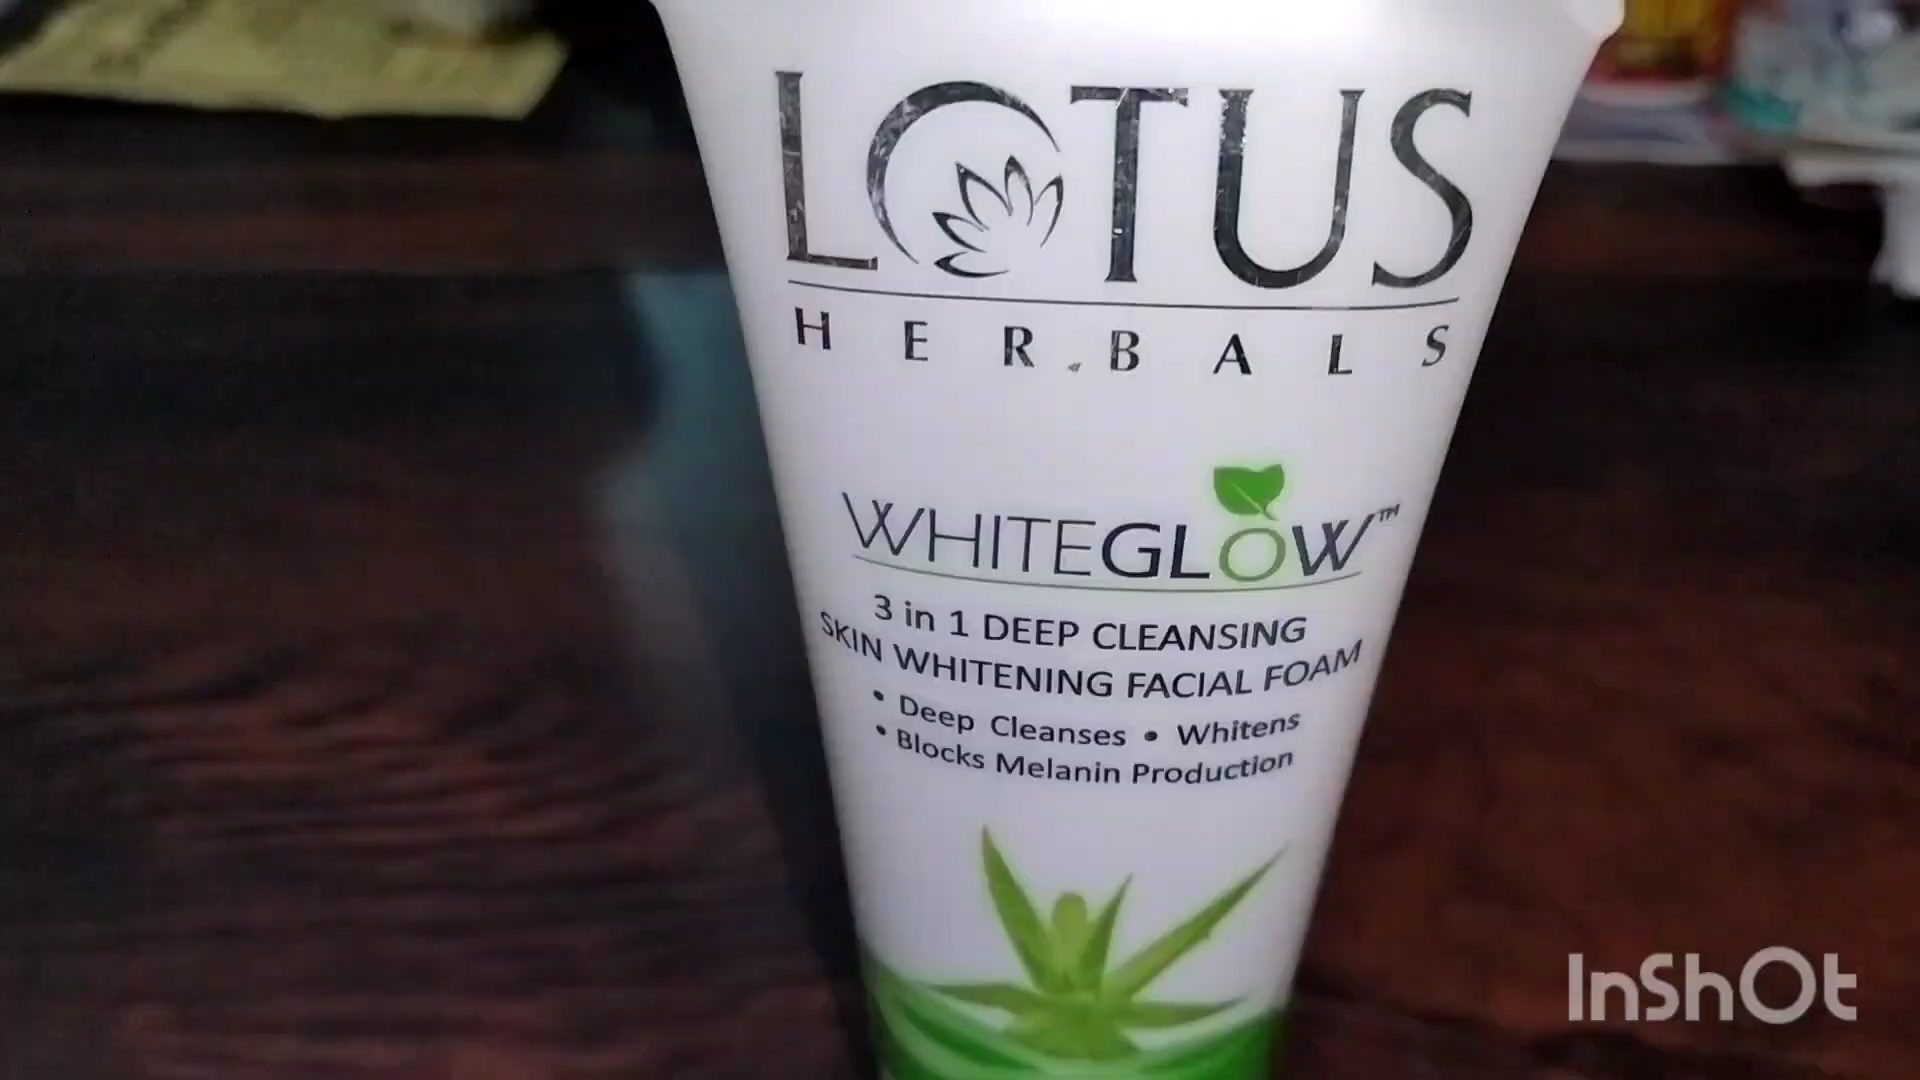 LOTUS
HERBALS
WHITEGLOW™
3 in 1 DEEP CLEANSING
SKIN WHITENING FACIAL FOAM
• Deep Cleanses • Whitens
• Blocks Melanin Production
InShOt